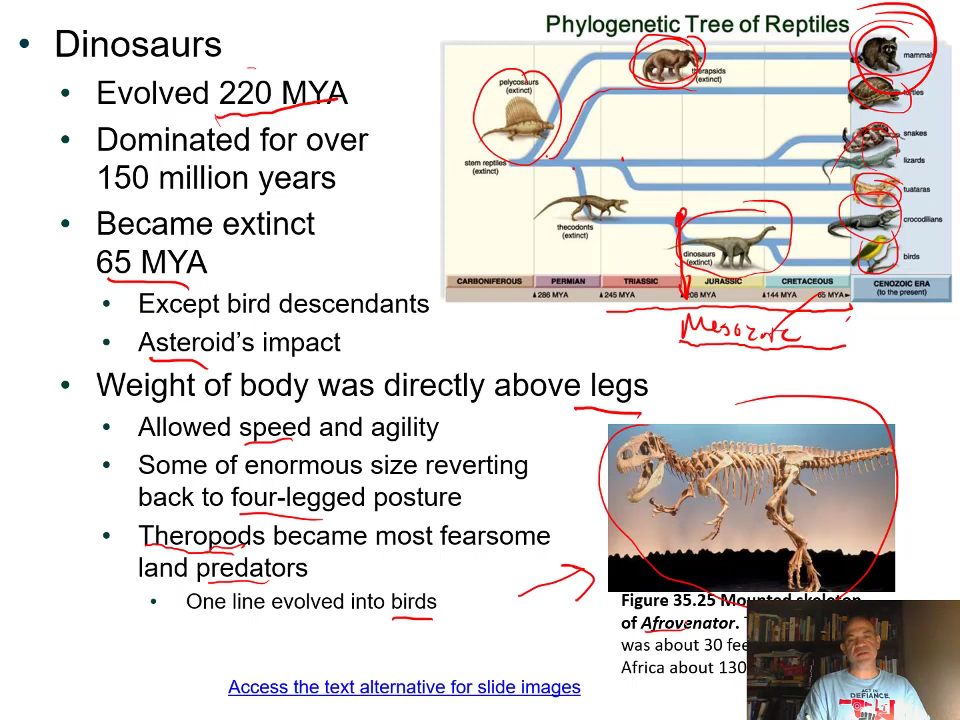 • Dinosaurs
• Evolved 220 MYA
• Dominated for over
150 million years
• Became extinct
65 MYA
• Except bird descendants
• Asteroid's impact
• Weight of body was directly above legs
• Allowed speed and agility
• Some of enormous size reverting
back to four-legged posture
• Theropods became most fearsome
land predators
• One line evolved into birds
Access the text alternative for slide images
Phylogenetic Tree of Reptiles
mammals
therapsids
(extinct)
pelycosaurs
(extinct)
turtles
snakes
lizards
stem reptiles
(extinct)
tuataras
crocodilians
thecodonts
(extinct)
dinosaurs
(extinct)
birds
CARBONIFEROUS PERMIAN TRIASSIC JURASSIC CRETACEOUS CENOZOIC ERA
(to the present)
286 MYA 245 MYA 208 MYA 144 MYA 65 MYA
Mesozoic
Figure 35.25 Mounted skeleton
of Afrovenator.
was about 30 fee
Africa about 130
ACT IN
DEFIANCE